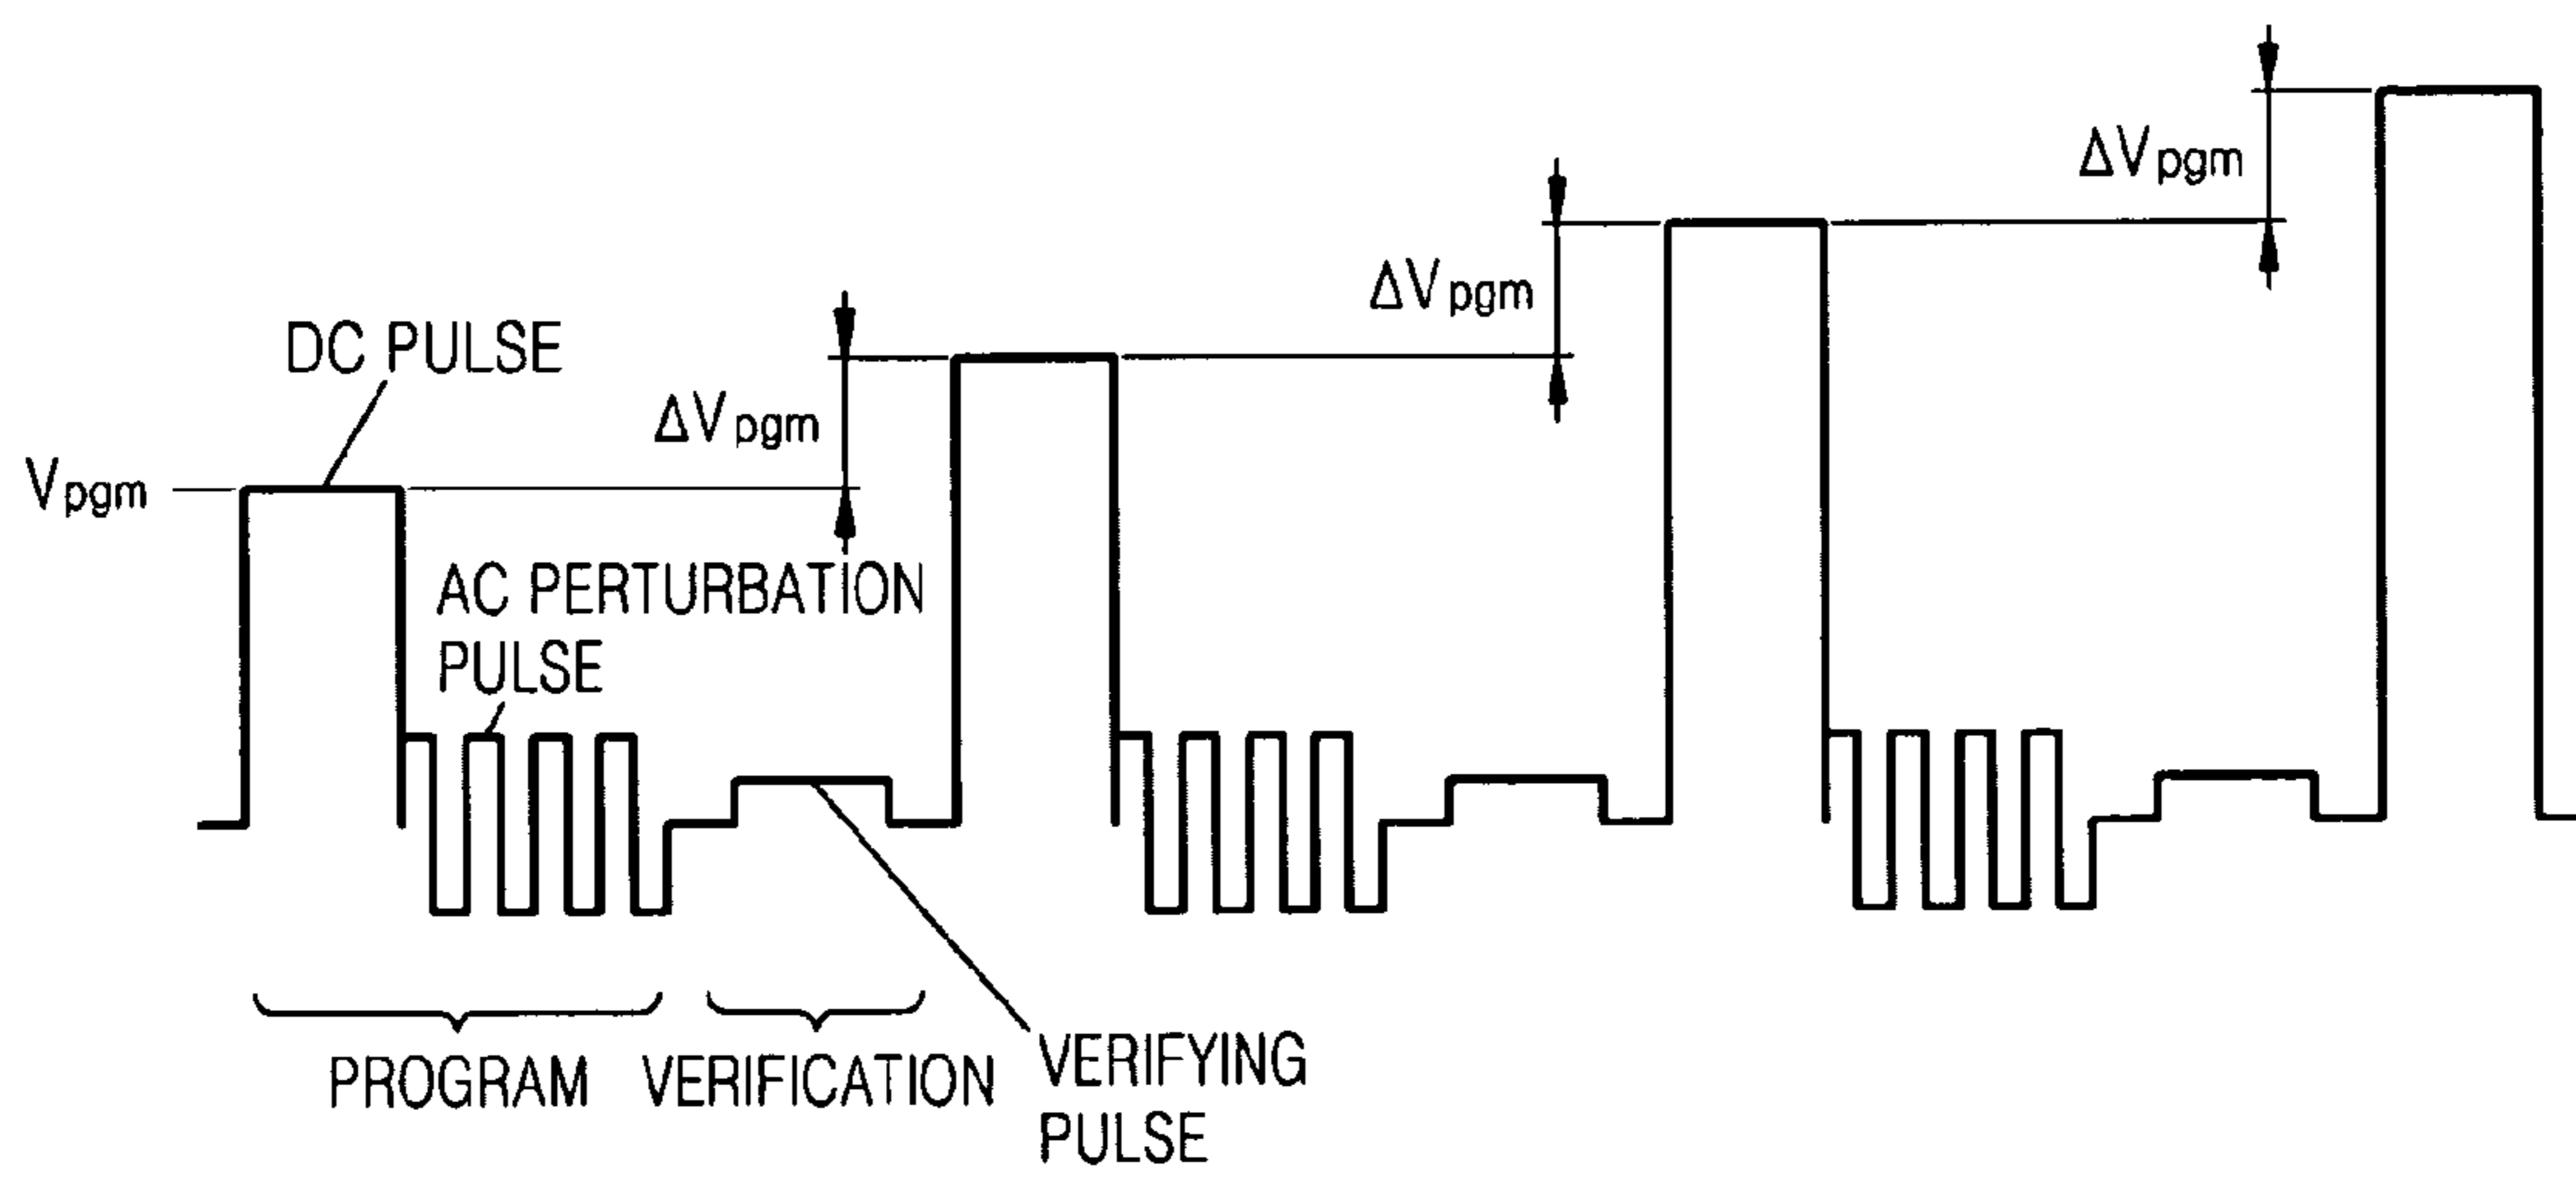 ΔVpgm
ΔVpgm
DC PULSE
ΔVpgm
Vpgm
AC PERTURBATION
PULSE
PROGRAM
VERIFICATION
VERIFYING
PULSE